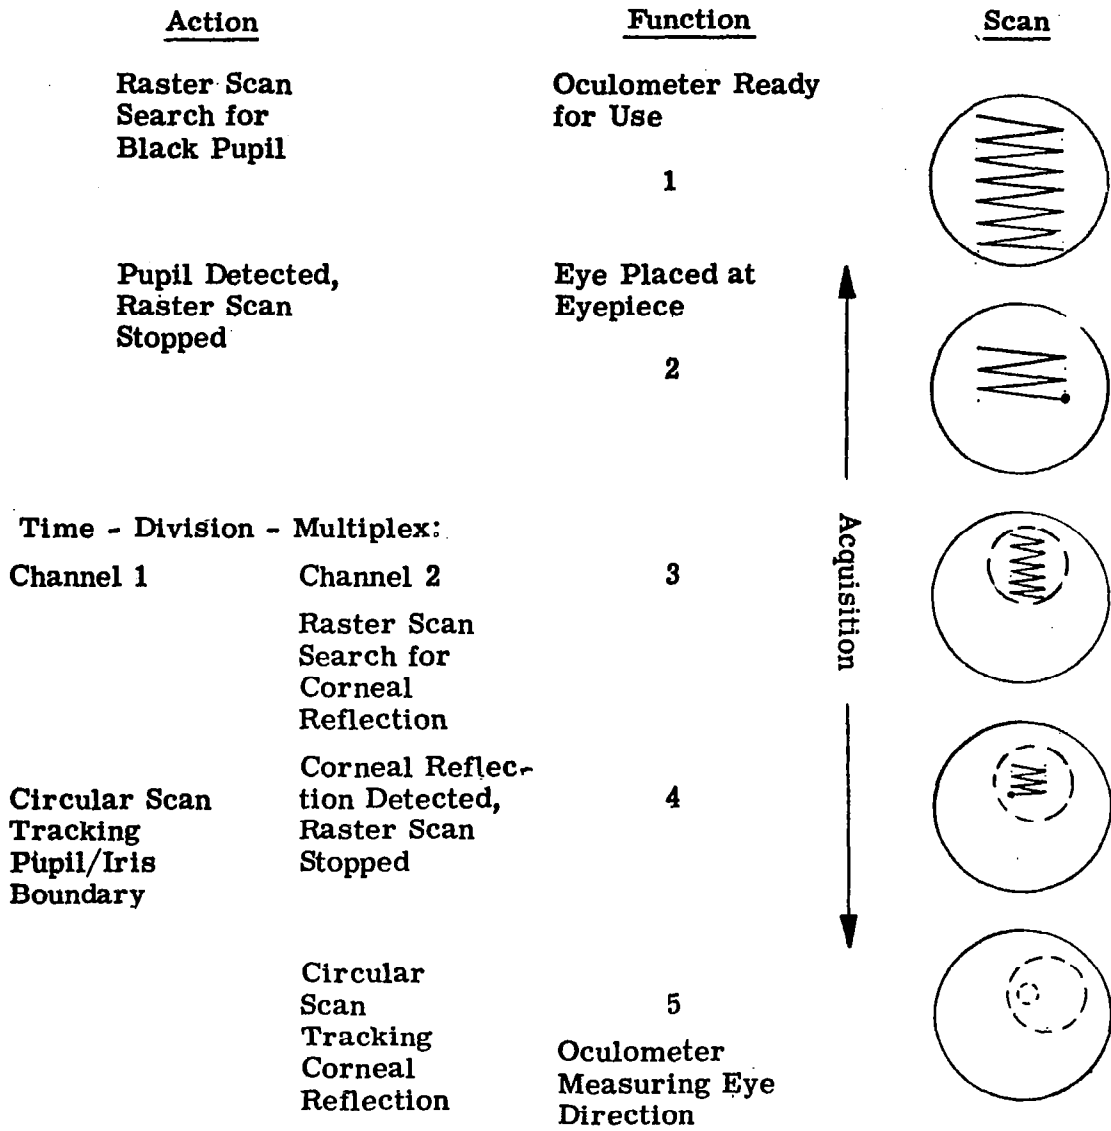 Action Function Scan
Raster Scan
Search for
Black Pupil
Oculometer Ready
for Use
1
Pupil Detected,
Raster Scan
Stopped
Eye Placed at
Eyepiece
2
Time - Division - Multiplex:
Channel 1 Channel 2 3
Raster Scan
Search for
Corneal
Reflection
Acquisition
Circular Scan
Tracking
Pupil/Iris
Boundary
Corneal Reflec-
tion Detected,
Raster Scan
Stopped
4
Circular
Scan
Tracking
Corneal
Reflection
5
Oculometer
Measuring Eye
Direction